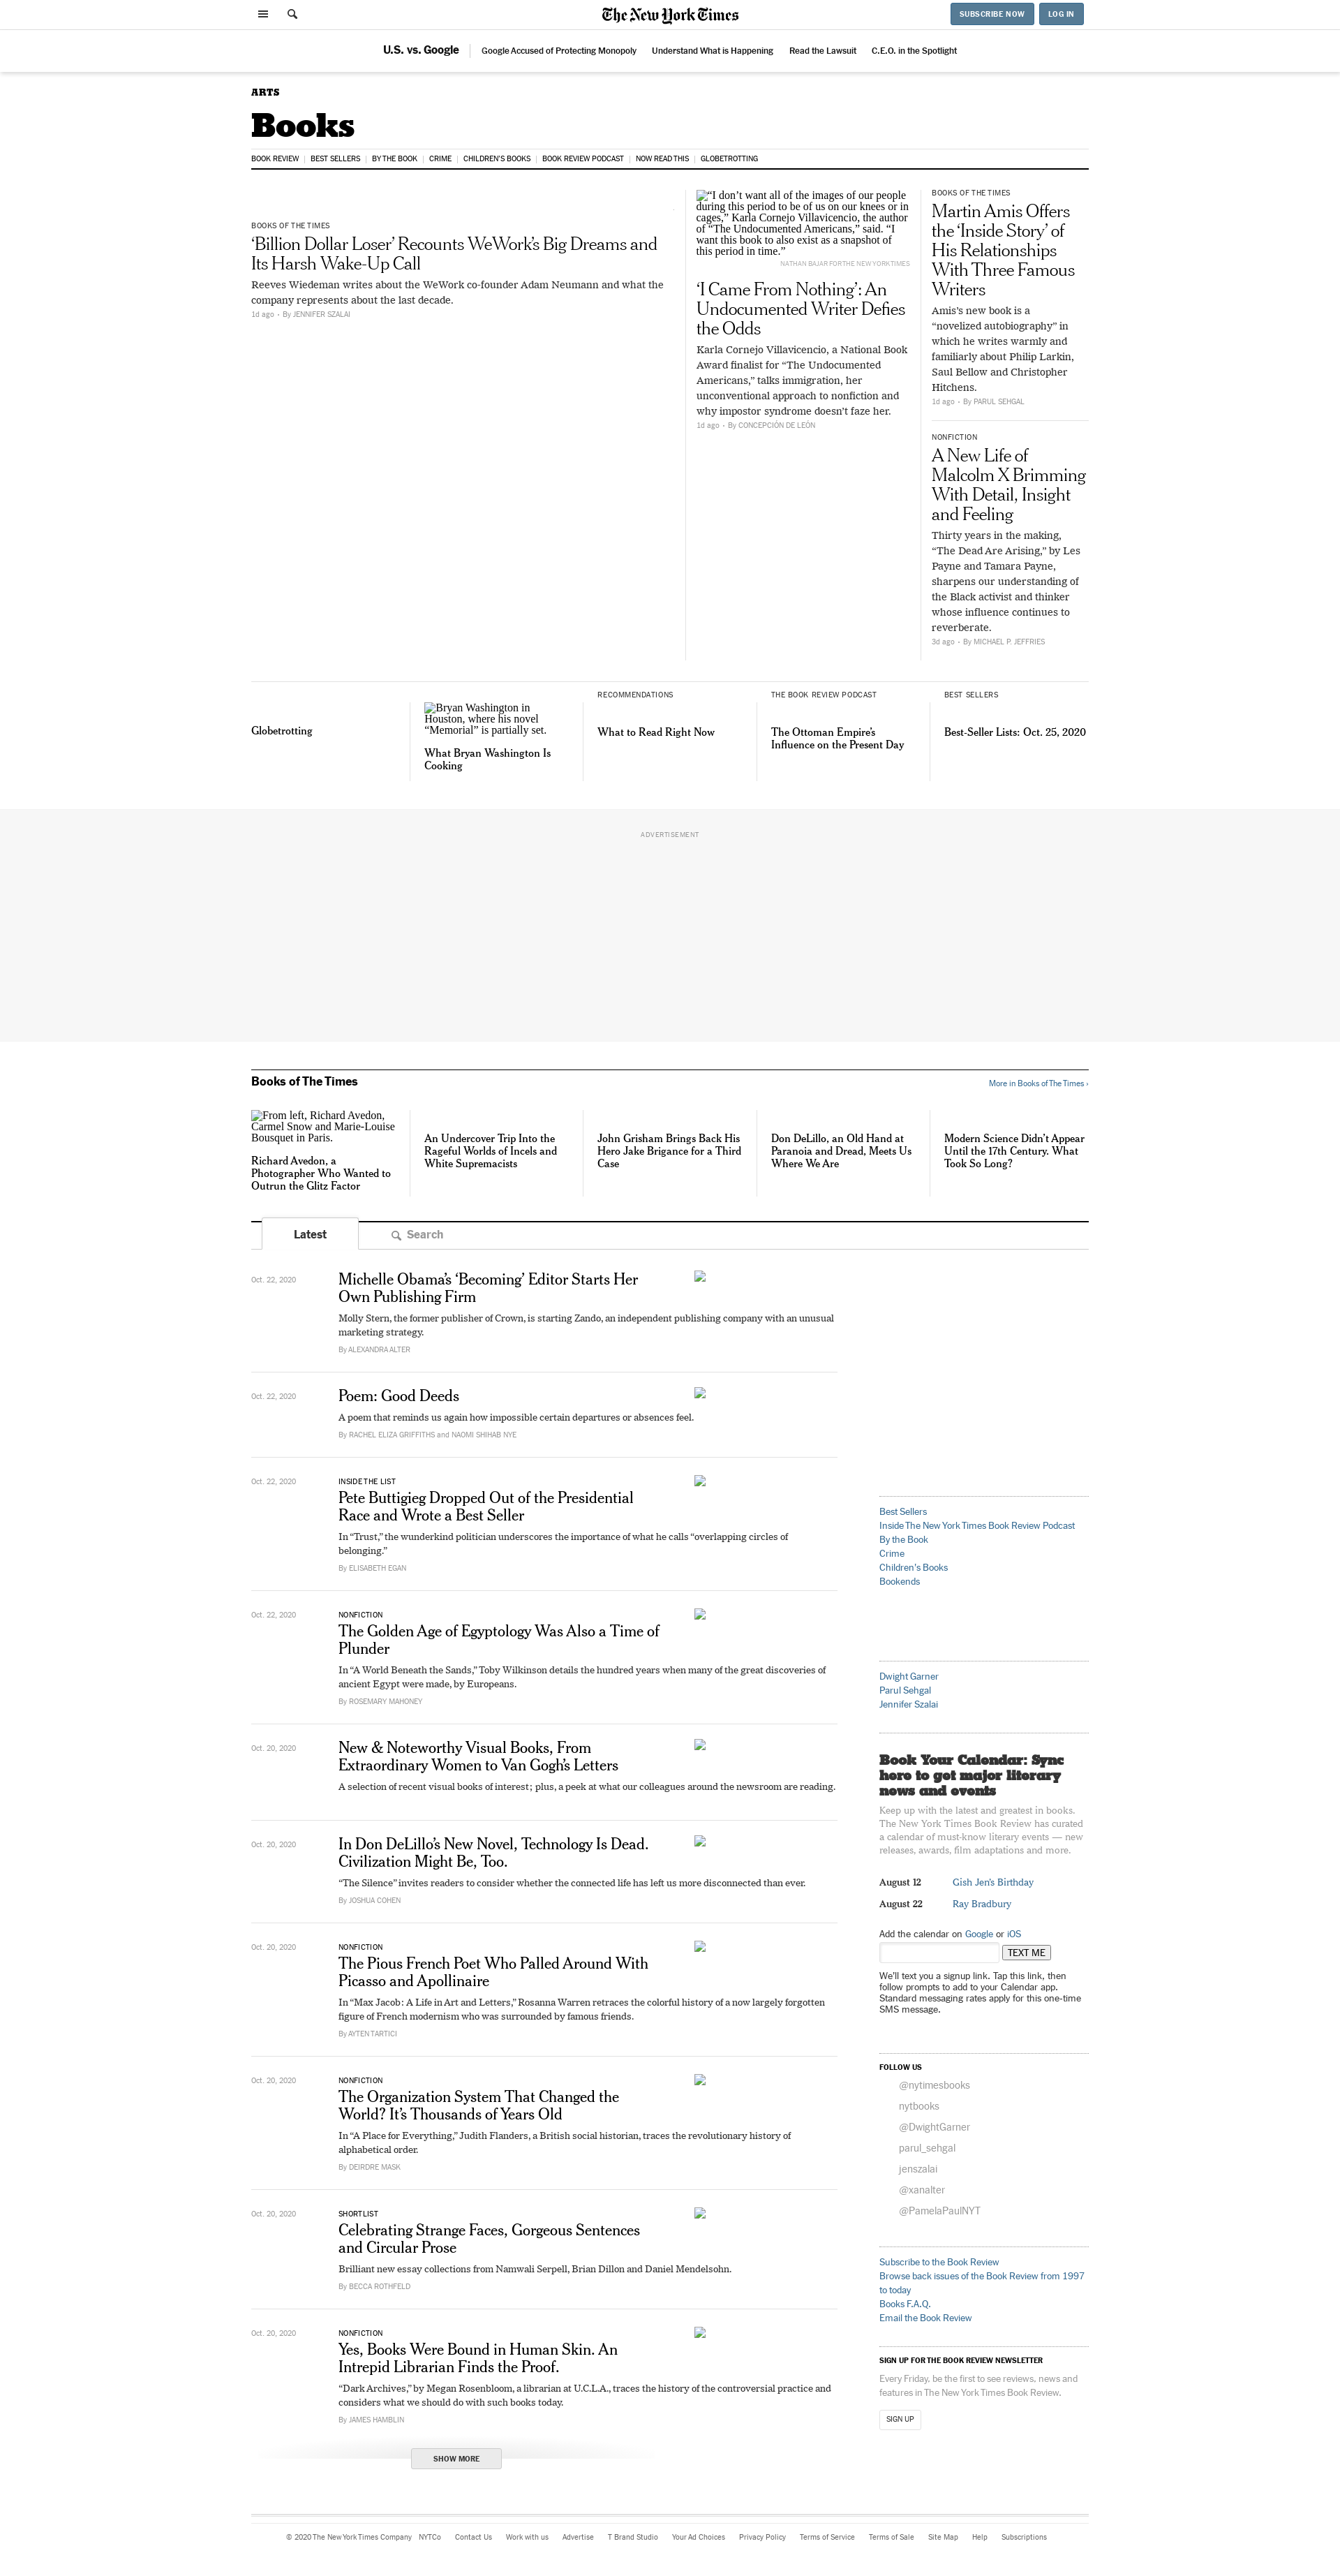 The New York Times
SUBSCRIBE NOW
LOG IN
U.S. vs. Google
Google Accused of Protecting Monopoly
Understand What is Happening
Read the Lawsuit
C.E.O. in the Spotlight
ARTS
Books
BOOK REVIEW
BEST SELLERS
BY THE BOOK
CRIME
CHILDREN'S BOOKS
BOOK REVIEW PODCAST
NOW READ THIS
GLOBETROTTING
BOOKS OF THE TIMES
‘Billion Dollar Loser’ Recounts WeWork’s Big Dreams and
Its Harsh Wake-Up Call
Reeves Wiedeman writes about the WeWork co-founder Adam Neumann and what the
company represents about the last decade.
1d ago • By JENNIFER SZALAI
“I don’t want all of the images of our people
during this period to be of us on our knees or in
cages,” Karla Cornejo Villavicencio, the author
of “The Undocumented Americans,” said. “I
want this book to also exist as a snapshot of
this period in time.”
NATHAN BAJAR FOR THE NEW YORK TIMES
‘I Came From Nothing’: An
Undocumented Writer Defies
the Odds
Karla Cornejo Villavicencio, a National Book
Award finalist for “The Undocumented
Americans,” talks immigration, her
unconventional approach to nonfiction and
why impostor syndrome doesn’t faze her.
1d ago • By CONCEPCIÓN DE LEÓN
BOOKS OF THE TIMES
Martin Amis Offers
the ‘Inside Story’ of
His Relationships
With Three Famous
Writers
Amis’s new book is a
“novelized autobiography” in
which he writes warmly and
familiarly about Philip Larkin,
Saul Bellow and Christopher
Hitchens.
1d ago • By PARUL SEHGAL
NONFICTION
A New Life of
Malcolm X Brimming
With Detail, Insight
and Feeling
Thirty years in the making,
“The Dead Are Arising,” by Les
Payne and Tamara Payne,
sharpens our understanding of
the Black activist and thinker
whose influence continues to
reverberate.
3d ago • By MICHAEL P. JEFFRIES
Globetrotting
Bryan Washington in
Houston, where his novel
“Memorial” is partially set.
What Bryan Washington Is
Cooking
RECOMMENDATIONS
What to Read Right Now
THE BOOK REVIEW PODCAST
The Ottoman Empire’s
Influence on the Present Day
BEST SELLERS
Best-Seller Lists: Oct. 25, 2020
ADVERTISEMENT
Books of The Times
More in Books of The Times ›
From left, Richard Avedon,
Carmel Snow and Marie-Louise
Bousquet in Paris.
Richard Avedon, a
Photographer Who Wanted to
Outrun the Glitz Factor
An Undercover Trip Into the
Rageful Worlds of Incels and
White Supremacists
John Grisham Brings Back His
Hero Jake Brigance for a Third
Case
Don DeLillo, an Old Hand at
Paranoia and Dread, Meets Us
Where We Are
Modern Science Didn’t Appear
Until the 17th Century. What
Took So Long?
Latest
Search
Oct. 22, 2020
Michelle Obama’s ‘Becoming’ Editor Starts Her
Own Publishing Firm
Molly Stern, the former publisher of Crown, is starting Zando, an independent publishing company with an unusual
marketing strategy.
By ALEXANDRA ALTER
Oct. 22, 2020
Poem: Good Deeds
A poem that reminds us again how impossible certain departures or absences feel.
By RACHEL ELIZA GRIFFITHS and NAOMI SHIHAB NYE
Oct. 22, 2020
INSIDE THE LIST
Pete Buttigieg Dropped Out of the Presidential
Race and Wrote a Best Seller
In “Trust,” the wunderkind politician underscores the importance of what he calls “overlapping circles of
belonging.”
By ELISABETH EGAN
Oct. 22, 2020
NONFICTION
The Golden Age of Egyptology Was Also a Time of
Plunder
In “A World Beneath the Sands,” Toby Wilkinson details the hundred years when many of the great discoveries of
ancient Egypt were made, by Europeans.
By ROSEMARY MAHONEY
Oct. 20, 2020
New & Noteworthy Visual Books, From
Extraordinary Women to Van Gogh’s Letters
A selection of recent visual books of interest; plus, a peek at what our colleagues around the newsroom are reading.
Oct. 20, 2020
In Don DeLillo’s New Novel, Technology Is Dead.
Civilization Might Be, Too.
“The Silence” invites readers to consider whether the connected life has left us more disconnected than ever.
By JOSHUA COHEN
Oct. 20, 2020
NONFICTION
The Pious French Poet Who Palled Around With
Picasso and Apollinaire
In “Max Jacob: A Life in Art and Letters,” Rosanna Warren retraces the colorful history of a now largely forgotten
figure of French modernism who was surrounded by famous friends.
By AYTEN TARTICI
Oct. 20, 2020
NONFICTION
The Organization System That Changed the
World? It’s Thousands of Years Old
In “A Place for Everything,” Judith Flanders, a British social historian, traces the revolutionary history of
alphabetical order.
By DEIRDRE MASK
Oct. 20, 2020
SHORTLIST
Celebrating Strange Faces, Gorgeous Sentences
and Circular Prose
Brilliant new essay collections from Namwali Serpell, Brian Dillon and Daniel Mendelsohn.
By BECCA ROTHFELD
Oct. 20, 2020
NONFICTION
Yes, Books Were Bound in Human Skin. An
Intrepid Librarian Finds the Proof.
“Dark Archives,” by Megan Rosenbloom, a librarian at U.C.L.A., traces the history of the controversial practice and
considers what we should do with such books today.
By JAMES HAMBLIN
SHOW MORE
Best Sellers
Inside The New York Times Book Review Podcast
By the Book
Crime
Children’s Books
Bookends
Dwight Garner
Parul Sehgal
Jennifer Szalai
Book Your Calendar: Sync
here to get major literary
news and events
Keep up with the latest and greatest in books.
The New York Times Book Review has curated
a calendar of must-know literary events — new
releases, awards, film adaptations and more.
August 12
Gish Jen’s Birthday
August 22
Ray Bradbury
Add the calendar on Google or iOS
TEXT ME
We’ll text you a signup link. Tap this link, then
follow prompts to add to your Calendar app.
Standard messaging rates apply for this one-time
SMS message.
FOLLOW US
@nytimesbooks
nytbooks
@DwightGarner
parul_sehgal
jenszalai
@xanalter
@PamelaPaulNYT
Subscribe to the Book Review
Browse back issues of the Book Review from 1997
to today
Books F.A.Q.
Email the Book Review
SIGN UP FOR THE BOOK REVIEW NEWSLETTER
Every Friday, be the first to see reviews, news and
features in The New York Times Book Review.
SIGN UP
© 2020 The New York Times Company
NYTCo
Contact Us
Work with us
Advertise
T Brand Studio
Your Ad Choices
Privacy Policy
Terms of Service
Terms of Sale
Site Map
Help
Subscriptions